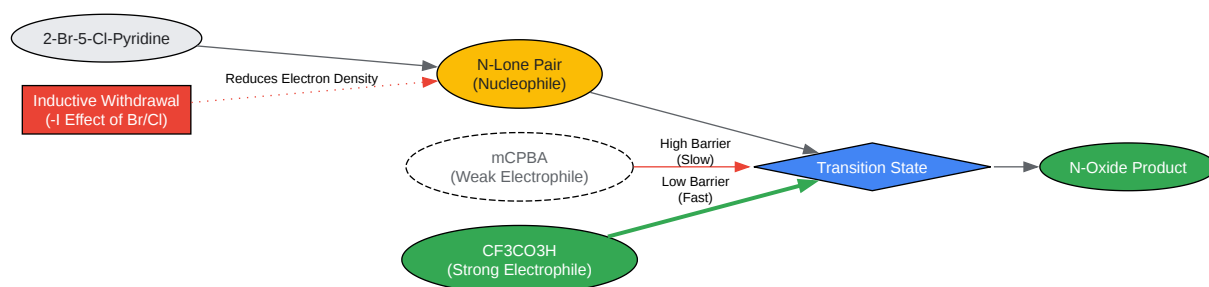 2-Br-5-Cl-Pyridine
Inductive Withdrawal
(-I Effect of Br/Cl)
Reduces Electron Density
N-Lone Pair
(Nucleophile)
mCPBA
(Weak Electrophile)
High Barrier
(Slow)
Low Barrier
(Fast)
CF3CO3H
(Strong Electrophile)
Transition State
N-Oxide Product